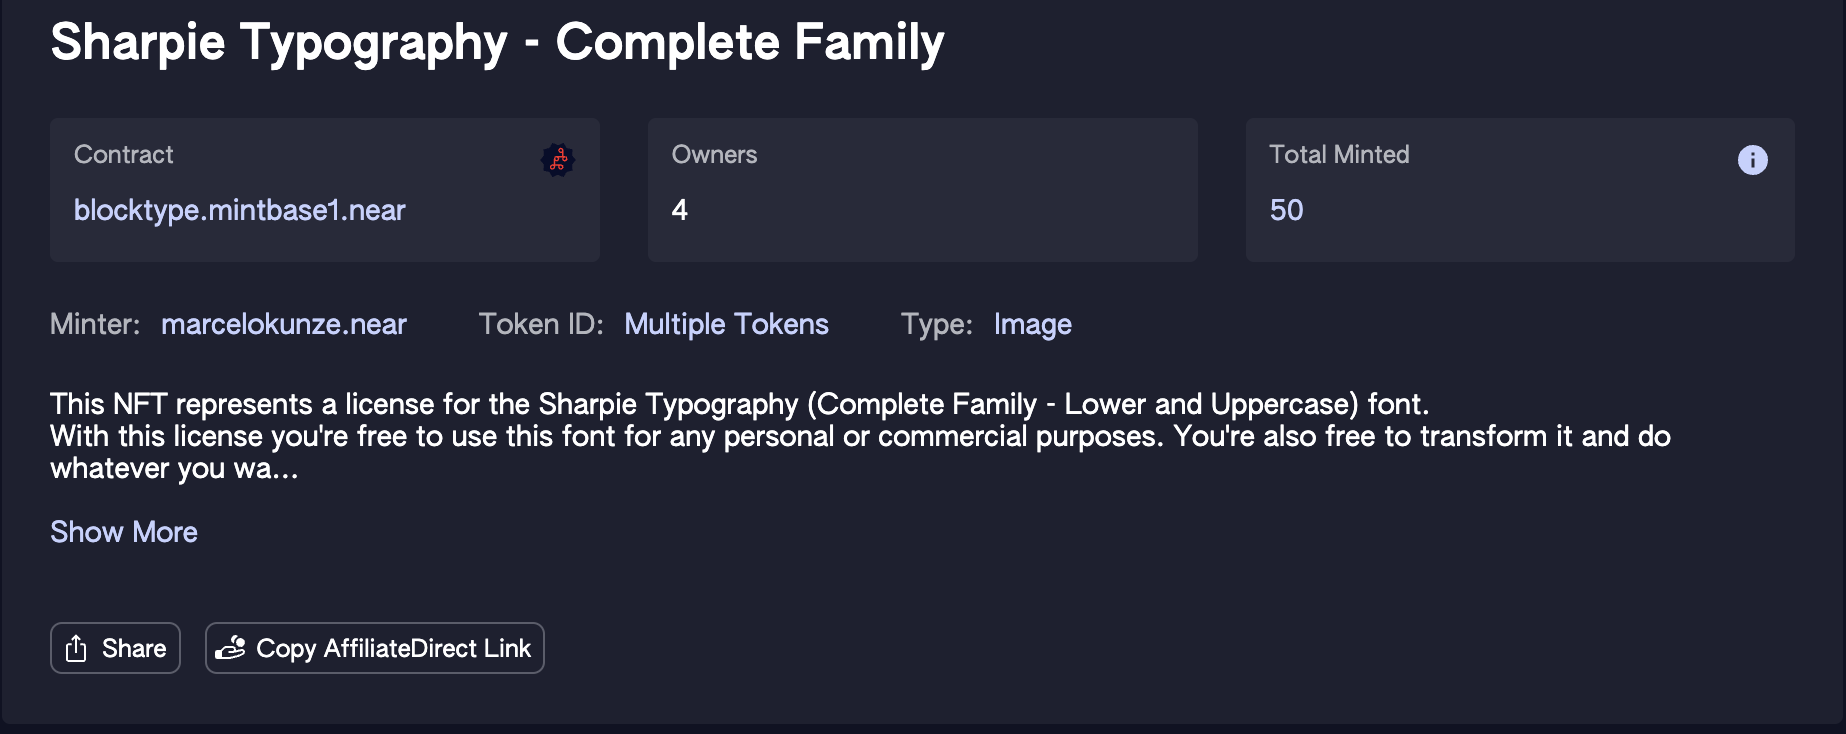 Sharpie Typography - Complete Family
Contract
blocktype.mintbase1.near
Owners
4
Total Minted
i
50
Minter: marcelokunze.near Token ID: Multiple Tokens Type: Image
This NFT represents a license for the Sharpie Typography (Complete Family - Lower and Uppercase) font.
With this license you're free to use this font for any personal or commercial purposes. You're also free to transform it and do
whatever you wa...
Show More
Share Copy AffiliateDirect Link